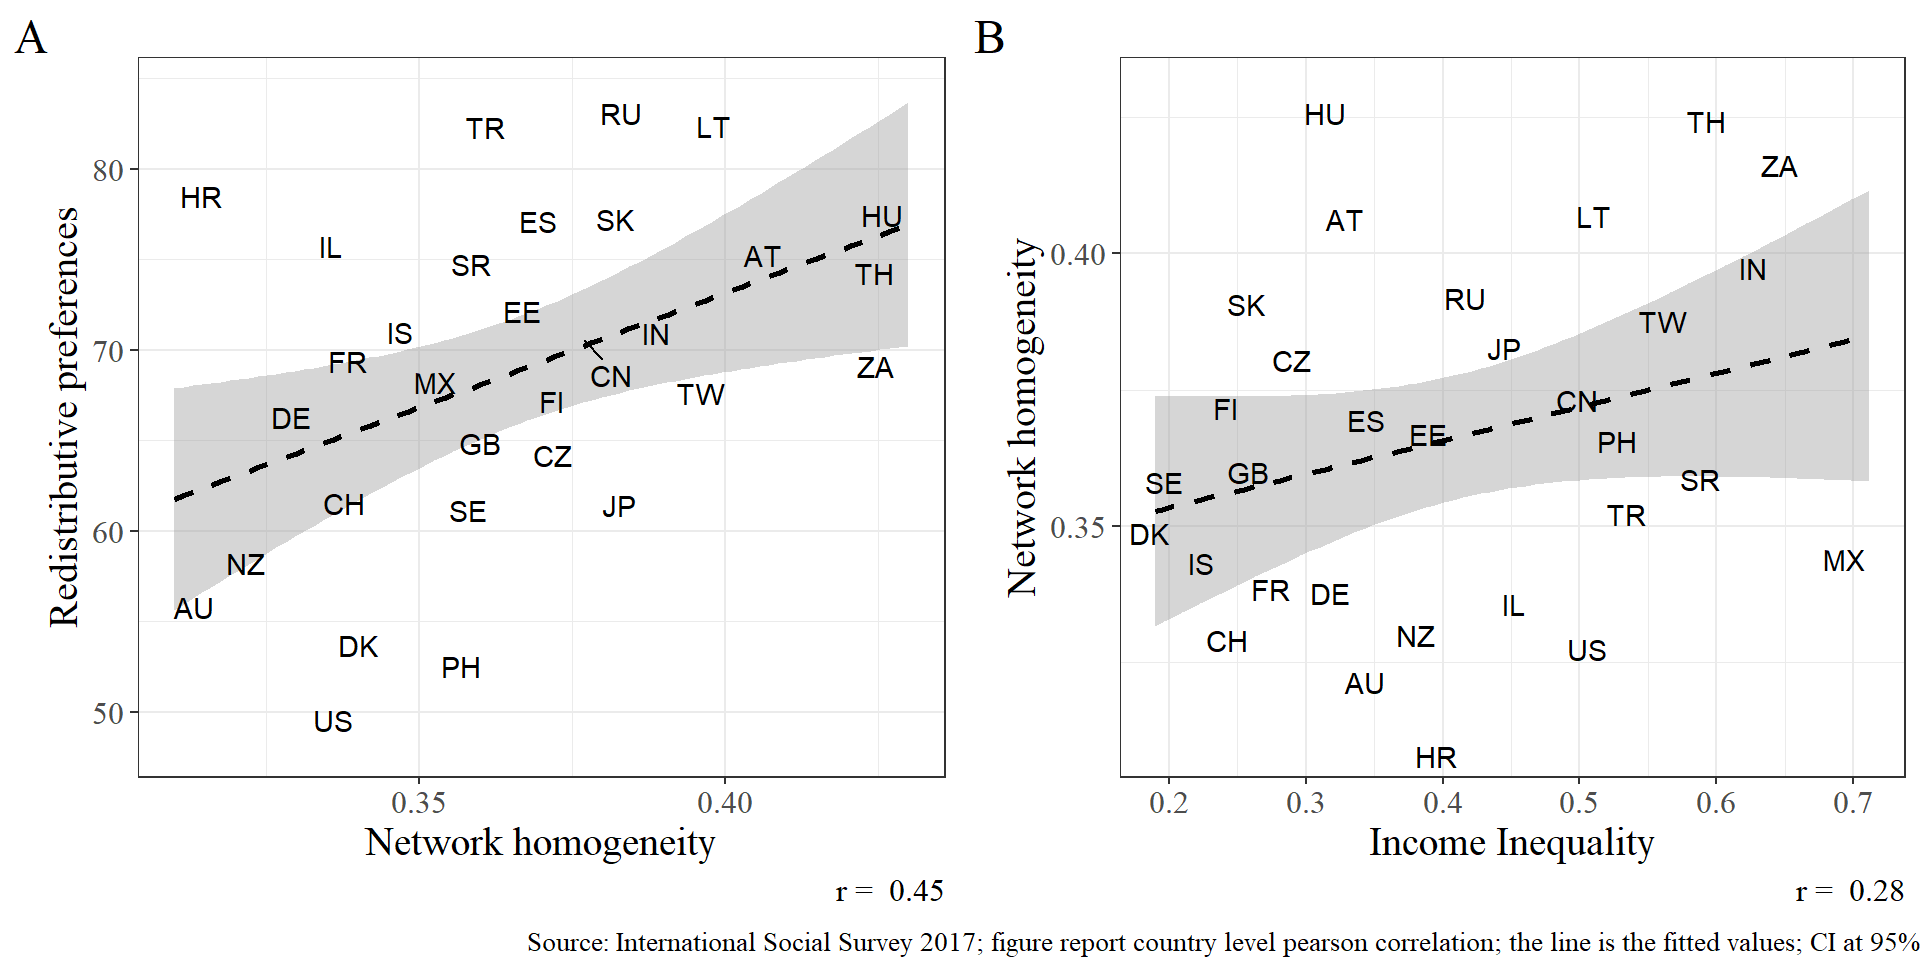 A
B
Redistributive preferences
80
70
60
50
TR
RU
LT
HR
ES
SK
HU
IL
SR
AT
TH
EE
IS
IN
FR
MX
CN
ZA
TW
DE
FI
GB
CZ
CH
SE
JP
NZ
AU
DK
PH
US
0.35
0.40
Network homogeneity
r = 0.45
Network homogeneity
0.40
0.35
HU
TH
ZA
AT
LT
IN
SK
RU
TW
CZ
JP
FI
ES
CN
EE
PH
SE
GB
SR
DK
TR
IS
MX
FR
DE
IL
CH
NZ
US
AU
HR
0.2
0.3
0.4
0.5
0.6
0.7
Income Inequality
r = 0.28
Source: International Social Survey 2017; figure report country level pearson correlation; the line is the fitted values; CI at 95%